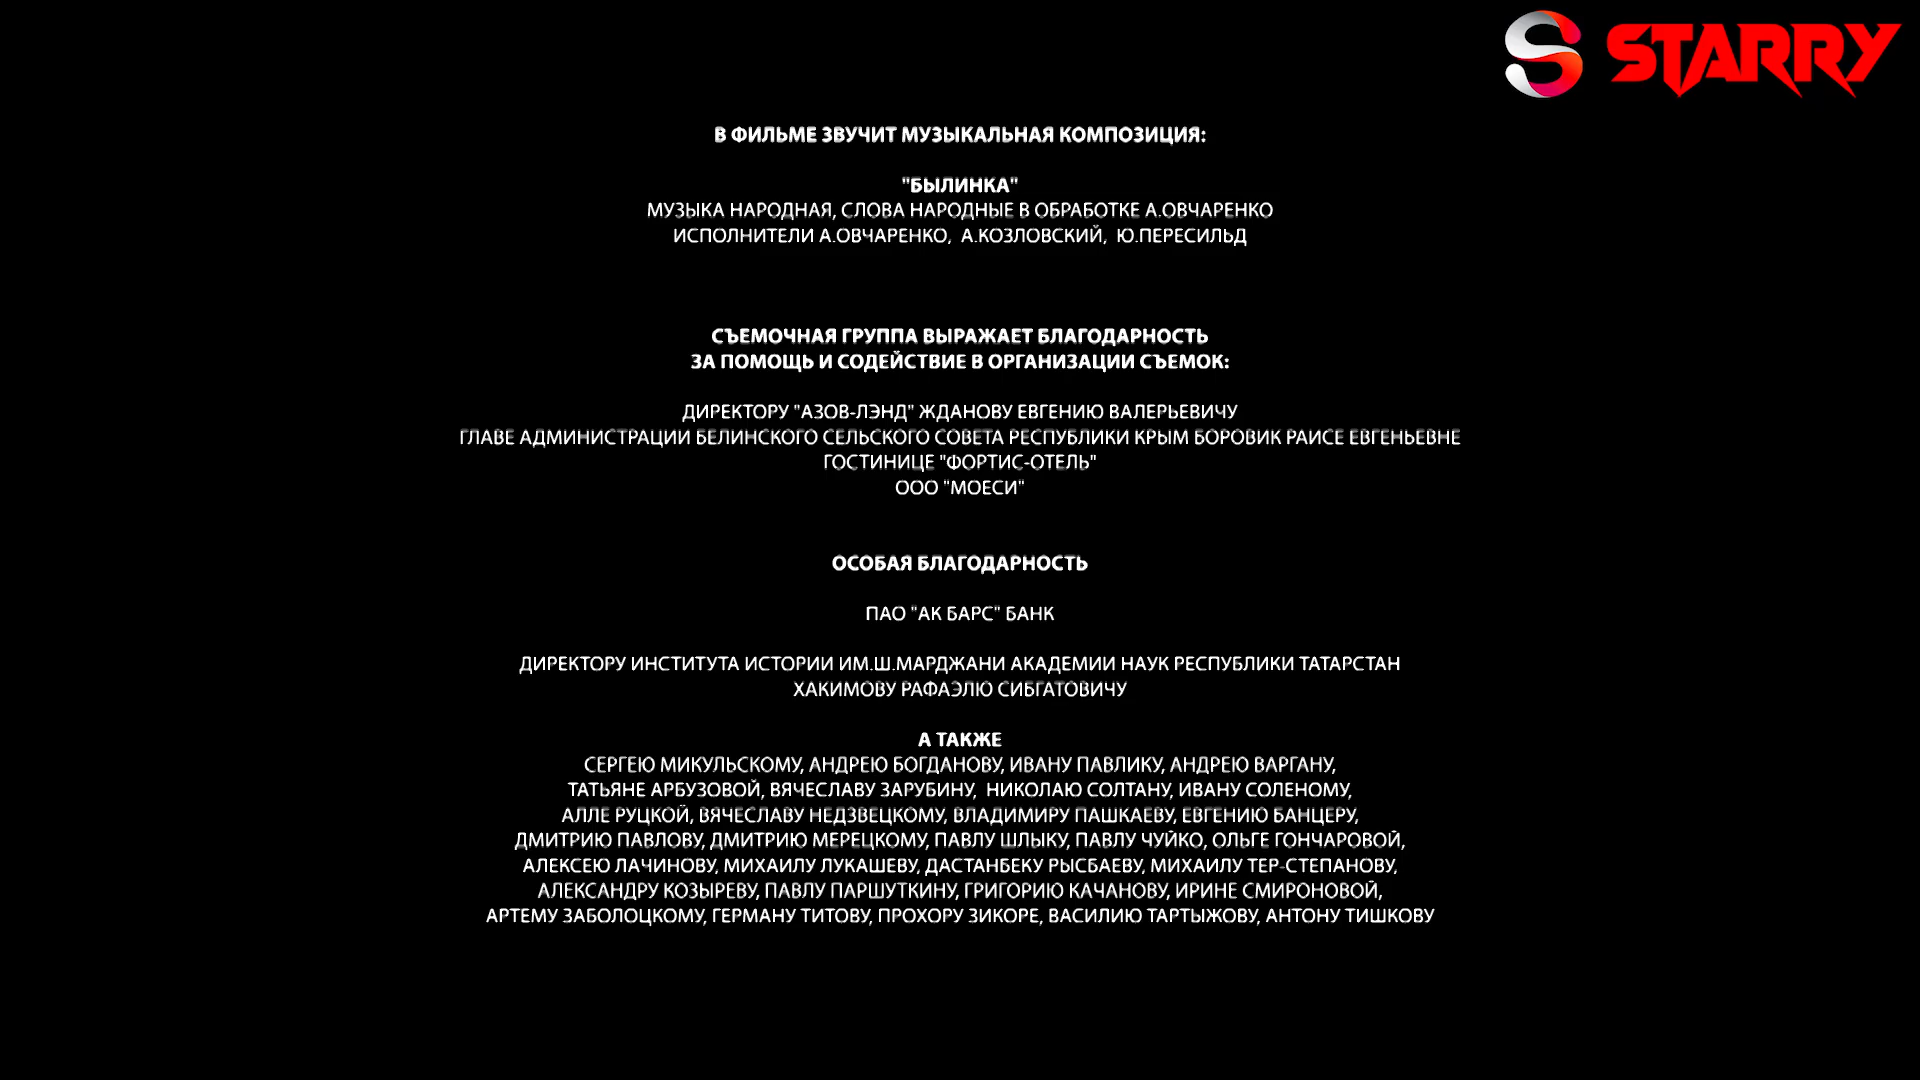 STARRY
В ФИЛЬМЕ ЗВУЧИТ МУЗЫКАЛЬНАЯ КОМПОЗИЦИЯ:
"БЫЛИНКА"
МУЗЫКА НАРОДНАЯ, СЛОВА НАРОДНЫЕ В ОБРАБОТКЕ А.ОВЧАРЕНКО
ИСПОЛНИТЕЛИ А.ОВЧАРЕНКО, А.КОЗЛОВСКИЙ, Ю.ПЕРЕСИЛЬД
СЪЕМОЧНАЯ ГРУППА ВЫРАЖАЕТ БЛАГОДАРНОСТЬ
ЗА ПОМОЩЬ И СОДЕЙСТВИЕ В ОРГАНИЗАЦИИ СЪЕМОК:
ДИРЕКТОРУ "АЗОВ-ЛЭНД" ЖДАНОВУ ЕВГЕНИЮ ВАЛЕРЬЕВИЧУ
ГЛАВЕ АДМИНИСТРАЦИИ БЕЛИНСКОГО СЕЛЬСКОГО СОВЕТА РЕСПУБЛИКИ КРЫМ БОРОВИК РАИСЕ ЕВГЕНЬЕВНЕ
ГОСТИНИЦЕ "ФОРТИС-ОТЕЛЬ"
ООО "МОЕСИ"
ОСОБАЯ БЛАГОДАРНОСТЬ
ПАО "АК БАРС" БАНК
ДИРЕКТОРУ ИНСТИТУТА ИСТОРИИ ИМ.Ш.МАРДЖАНИ АКАДЕМИИ НАУК РЕСПУБЛИКИ ТАТАРСТАН
ХАКИМОВУ РАФАЭЛЮ СИБГАТОВИЧУ
А ТАКЖЕ
СЕРГЕЮ МИКУЛЬСКОМУ, АНДРЕЮ БОГДАНОВУ, ИВАНУ ПАВЛИКУ, АНДРЕЮ ВАРГАНУ,
ТАТЬЯНЕ АРБУЗОВОЙ, ВЯЧЕСЛАВУ ЗАРУБИНУ, НИКОЛАЮ СОЛТАНУ, ИВАНУ СОЛЕНОМУ,
АЛЛЕ РУЦКОЙ, ВЯЧЕСЛАВУ НЕДЗВЕЦКОМУ, ВЛАДИМИРУ ПАШКАЕВУ, ЕВГЕНИЮ БАНЦЕРУ,
ДМИТРИЮ ПАВЛОВУ, ДМИТРИЮ МЕРЕЦКОМУ, ПАВЛУ ШЛЫКУ, ПАВЛУ ЧУЙКО, ОЛЬГЕ ГОНЧАРОВОЙ,
АЛЕКСЕЮ ЛАЧИНОВУ, МИХАИЛУ ЛУКАШЕВУ, ДАСТАНБЕКУ РЫСБАЕВУ, МИХАИЛУ ТЕР-СТЕПАНОВУ,
АЛЕКСАНДРУ КОЗЫРЕВУ, ПАВЛУ ПАРШУТКИНУ, ГРИГОРИЮ КАЧАНОВУ, ИРИНЕ СМИРОНОВОЙ,
АРТЕМУ ЗАБОЛОЦКОМУ, ГЕРМАНУ ТИТОВУ, ПРОХОРУ ЗИКОРЕ, ВАСИЛИЮ ТАРТЫЖОВУ, АНТОНУ ТИШКОВУ